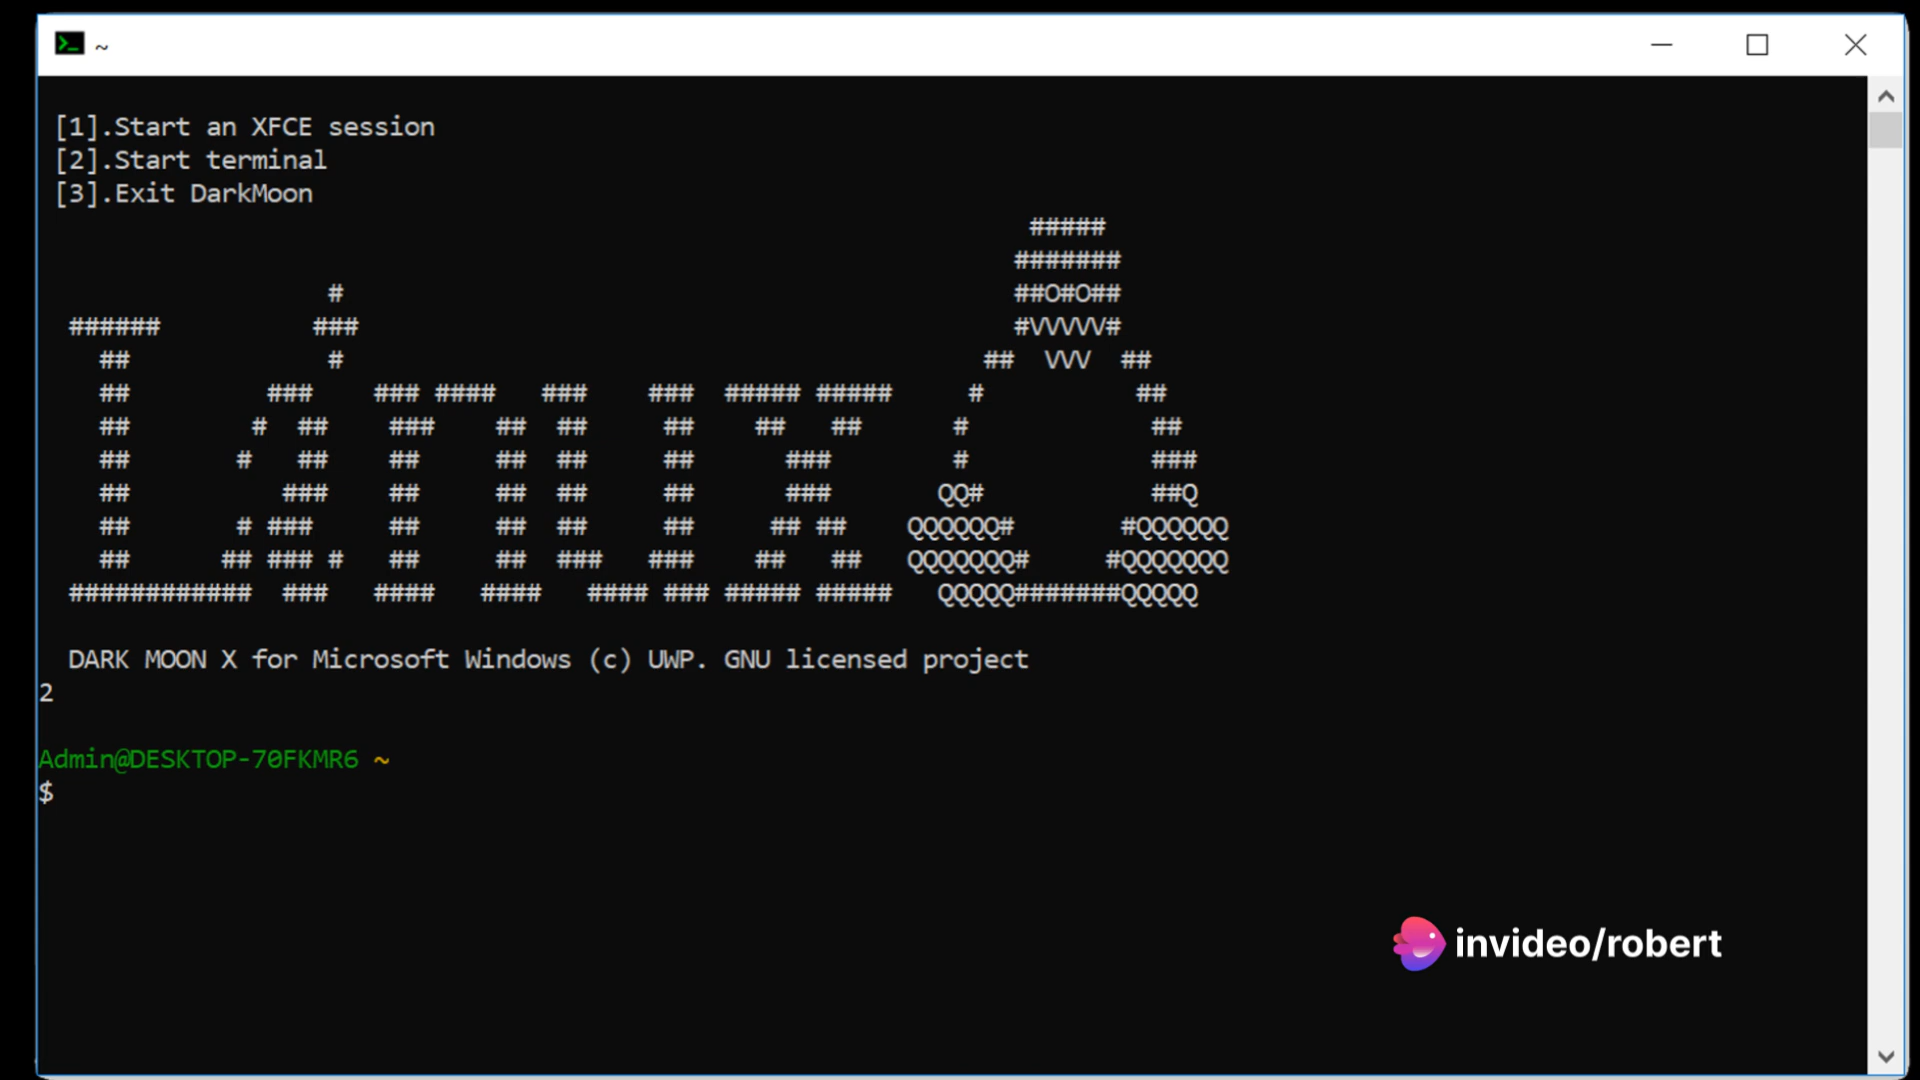 ~
[1].Start an XFCE session
[2].Start terminal
[3].Exit DarkMoon
                                                                 #####
                                                                #######
                   #                                            ##O#O##
  ######          ###                                           #VVVVV#
    ##             #                                          ##  VVV  ##
    ##         ###    ### ####   ###    ###  ##### #####     #          ##
    ##        #  ##    ###    ##  ##     ##    ##   ##      #            ##
    ##       #   ##    ##     ##  ##     ##      ###        #            ###
    ##          ###    ##     ##  ##     ##      ###       QQ#           ##Q
    ##       # ###     ##     ##  ##     ##     ## ##    QQQQQQ#       #QQQQQQ
    ##      ## ### #   ##     ##  ###   ###    ##   ##   QQQQQQQ#     #QQQQQQQ
  ############  ###   ####   ####   #### ### ##### #####   QQQQQ#######QQQQQ
DARK MOON X for Microsoft Windows (c) UWP. GNU licensed project
2
Admin@DESKTOP-70FKMR6 ~
$
invideo/robert